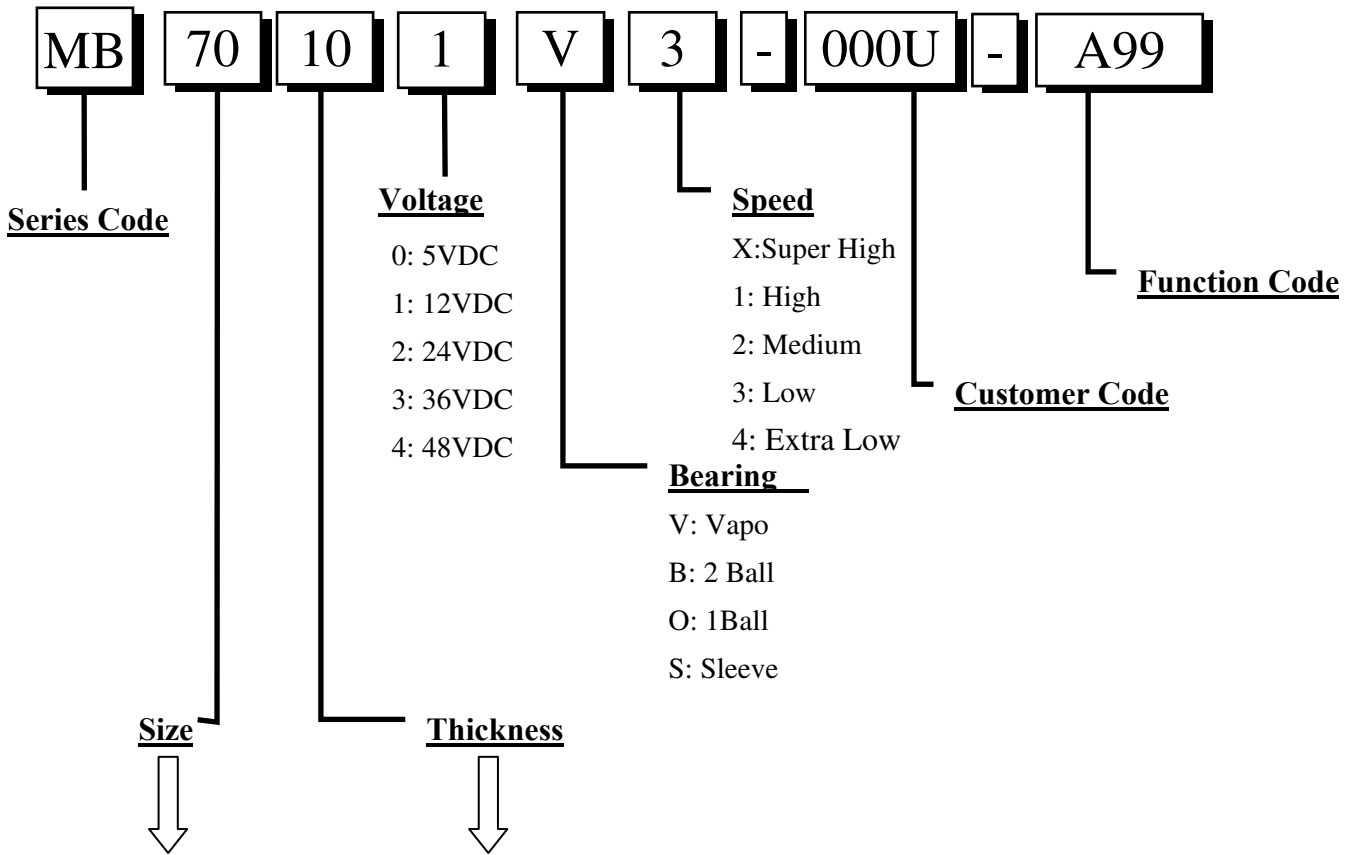 MB 70 10 1 V 3 - 000U - A99
Series Code
Voltage
0: 5VDC
1: 12VDC
2: 24VDC
3: 36VDC
4: 48VDC
Speed
X:Super High
1: High
2: Medium
3: Low
4: Extra Low
Function Code
Customer Code
Bearing
V: Vapo
B: 2 Ball
O: 1Ball
S: Sleeve
Size
Thickness